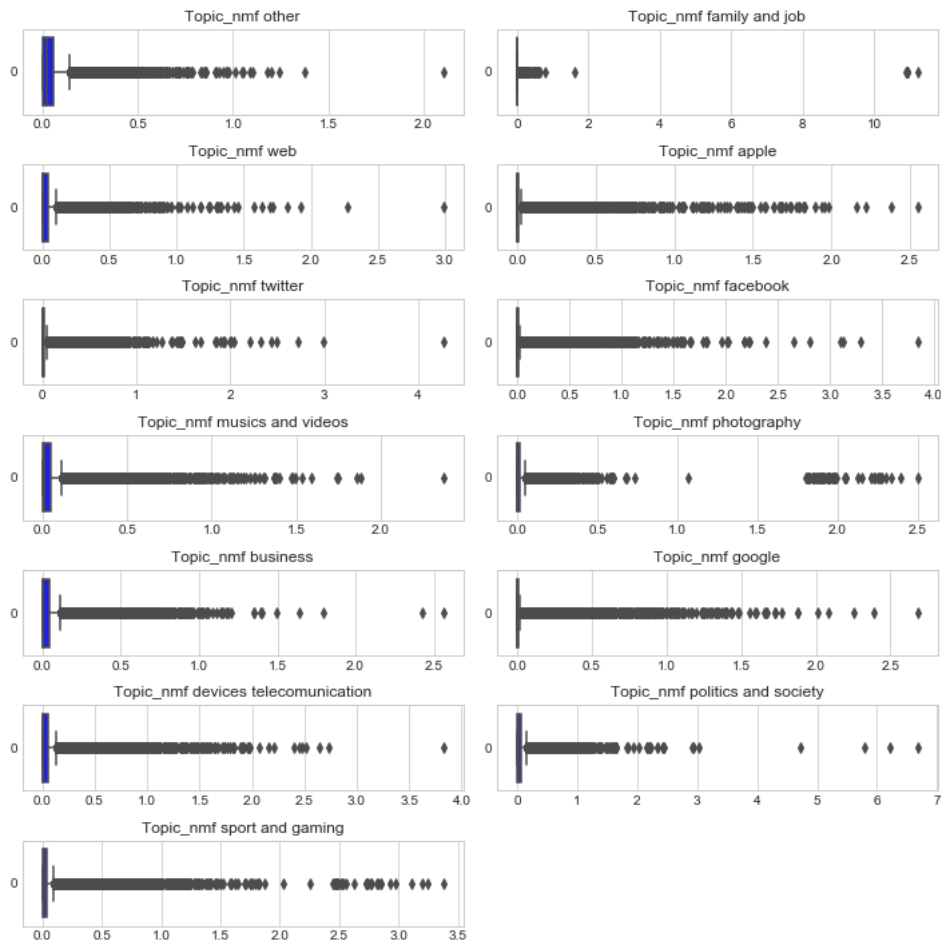 Topic_nmf other
0
0.0 0.5 1.0 1.5 2.0
Topic_nmf family and job
0
0 2 4 6 8 10
Topic_nmf web
0
0.0 0.5 1.0 1.5 2.0 2.5 3.0
Topic_nmf apple
0
0.0 0.5 1.0 1.5 2.0 2.5
Topic_nmf twitter
0
0 1 2 3 4
Topic_nmf facebook
0
0.0 0.5 1.0 1.5 2.0 2.5 3.0 3.5 4.0
Topic_nmf musics and videos
0
0.0 0.5 1.0 1.5 2.0
Topic_nmf photography
0
0.0 0.5 1.0 1.5 2.0 2.5
Topic_nmf business
0
0.0 0.5 1.0 1.5 2.0 2.5
Topic_nmf google
0
0.0 0.5 1.0 1.5 2.0 2.5
Topic_nmf devices telecomunication
0
0.0 0.5 1.0 1.5 2.0 2.5 3.0 3.5 4.0
Topic_nmf politics and society
0
0 1 2 3 4 5 6 7
Topic_nmf sport and gaming
0
0.0 0.5 1.0 1.5 2.0 2.5 3.0 3.5